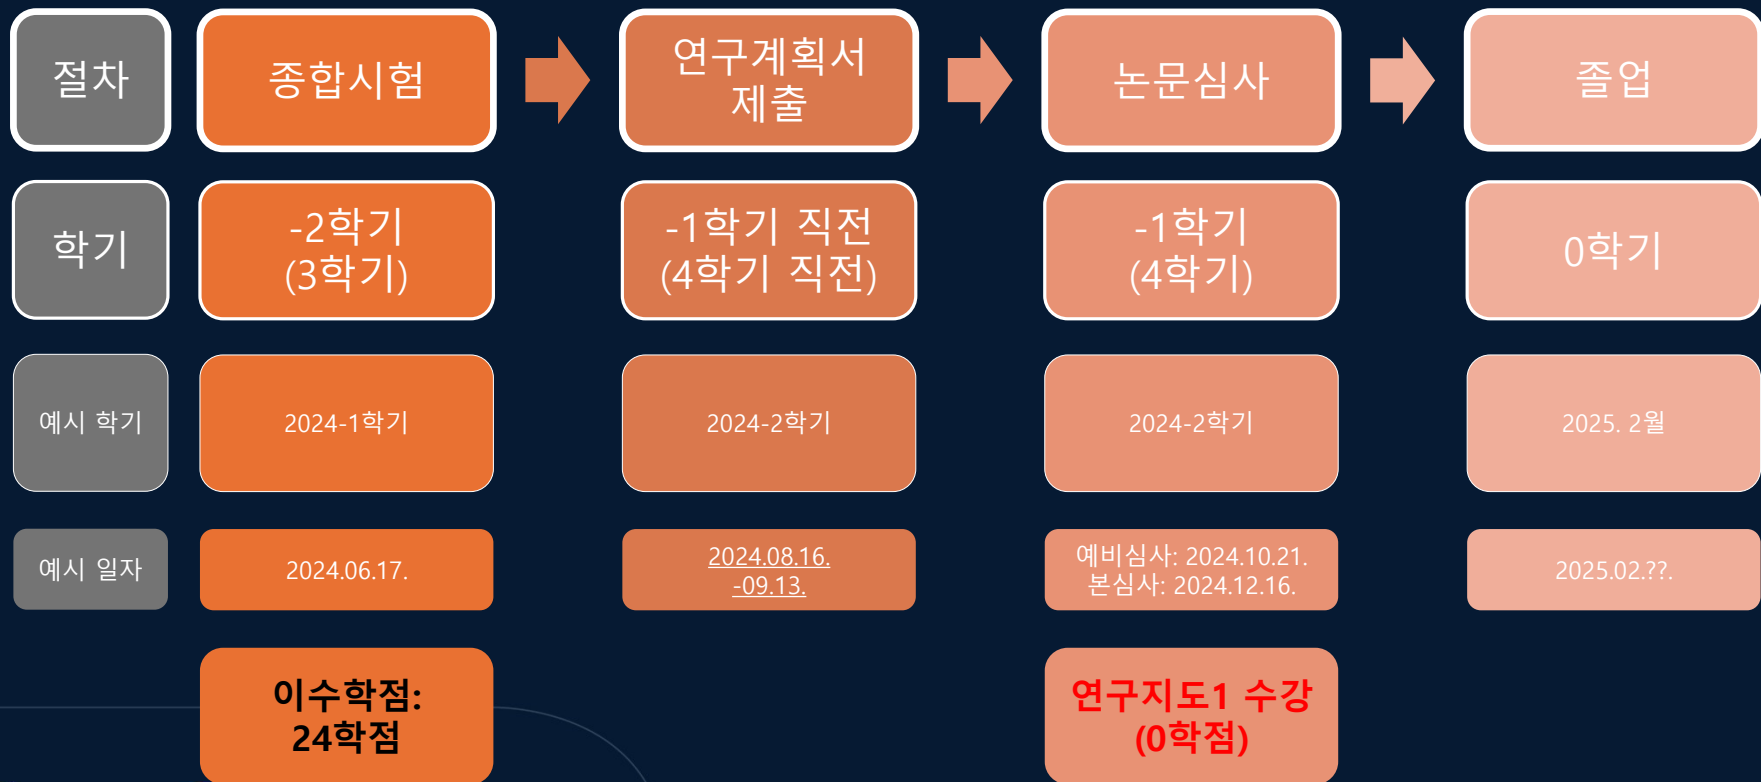 절차
종합시험
연구계획서
제출
논문심사
졸업
학기
-2학기
(3학기)
-1학기 직전
(4학기 직전)
-1학기
(4학기)
0학기
예시 학기
2024-1학기
2024-2학기
2024-2학기
2025. 2월
예시 일자
2024.06.17.
2024.08.16.
-09.13.
예비심사: 2024.10.21.
본심사: 2024.12.16.
2025.02.??.
이수학점:
24학점
연구지도1 수강
(0학점)